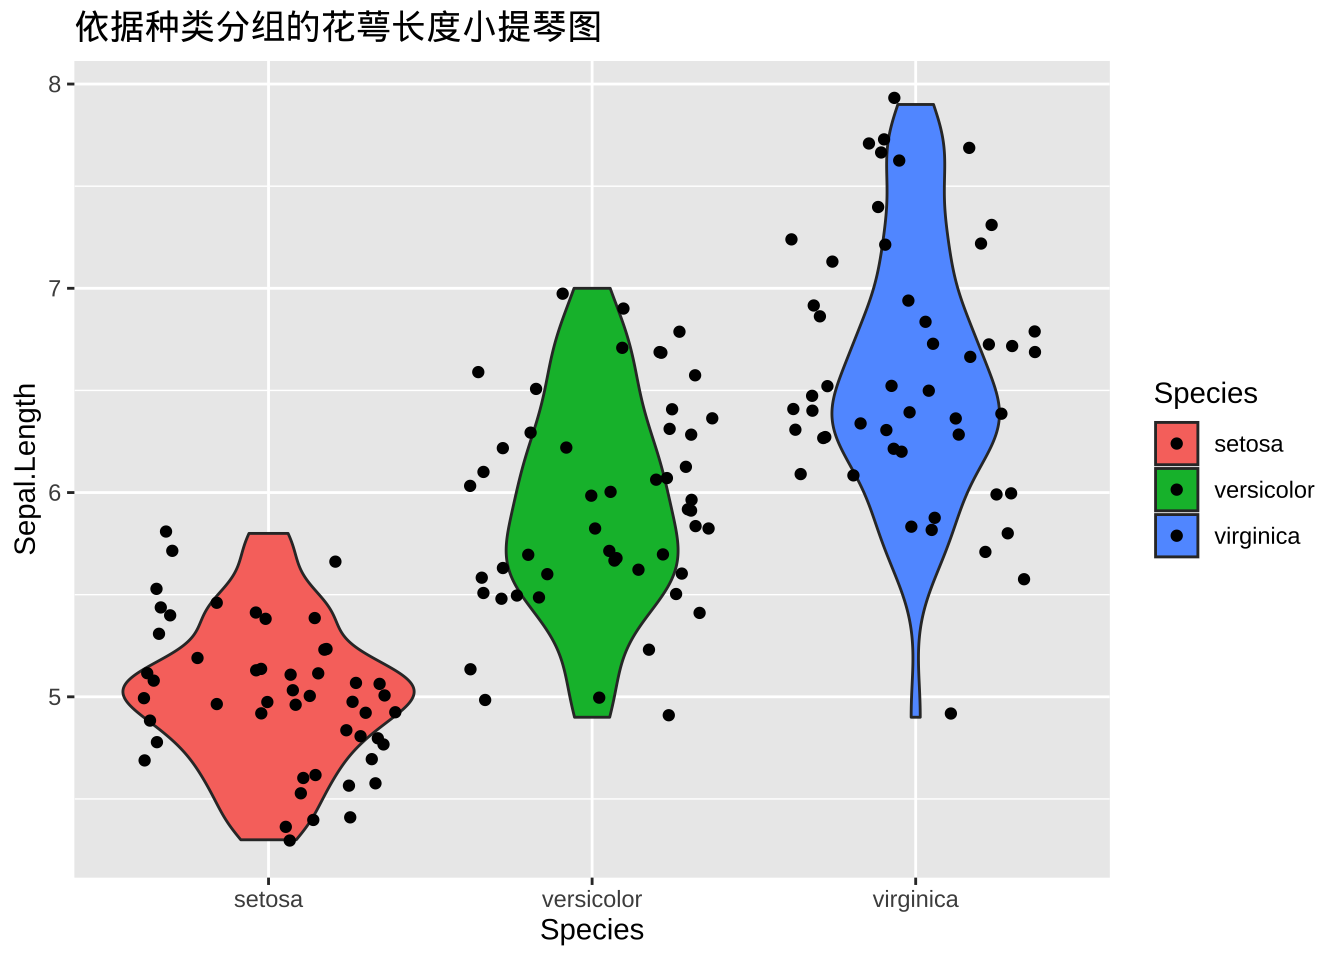 依据种类分组的花萼长度小提琴图
8
7
6
5
Sepal.Length
setosa
versicolor
virginica
Species
Species
setosa
versicolor
virginica